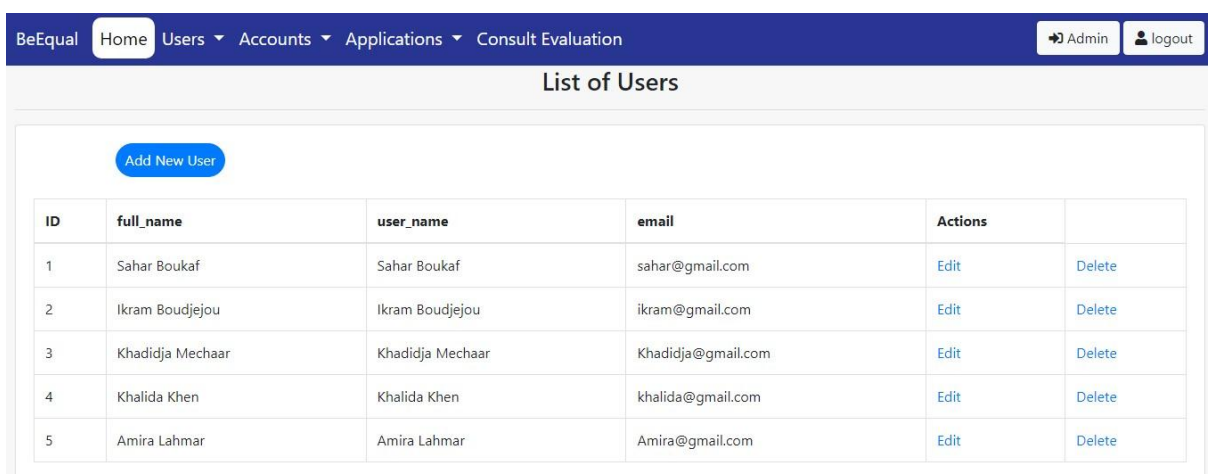 BeEqual Home Users Accounts Applications Consult Evaluation Admin logout
List of Users
Add New User
ID full_name user_name email Actions
1 Sahar Boukaf Sahar Boukaf sahar@gmail.com Edit Delete
2 Ikram Boudjejou Ikram Boudjejou ikram@gmail.com Edit Delete
3 Khadidja Mechaar Khadidja Mechaar Khadidja@gmail.com Edit Delete
4 Khalida Khen Khalida Khen khalida@gmail.com Edit Delete
5 Amira Lahmar Amira Lahmar Amira@gmail.com Edit Delete